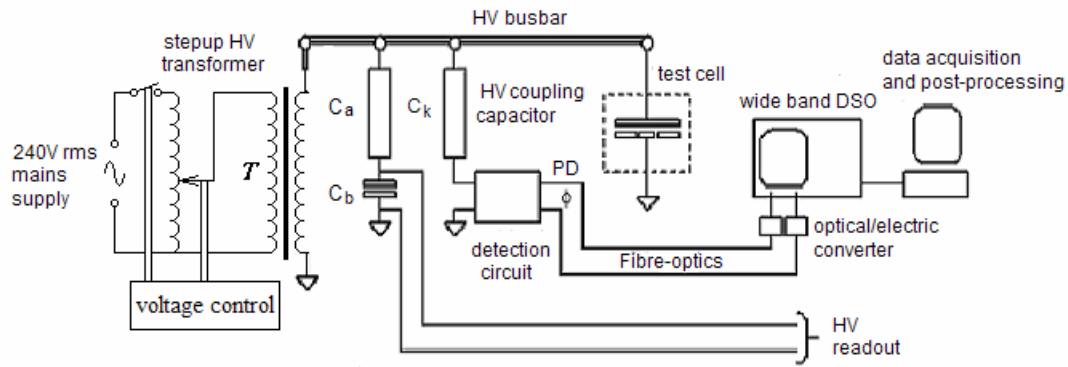 HV busbar
stepup HV
transformer
240V rms
mains
supply
T
voltage control
Ca
Cb
Ck
HV coupling
capacitor
PD
ϕ
detection
circuit
test cell
Fibre-optics
wide band DSO
data acquisition
and post-processing
optical/electric
converter
HV
readout